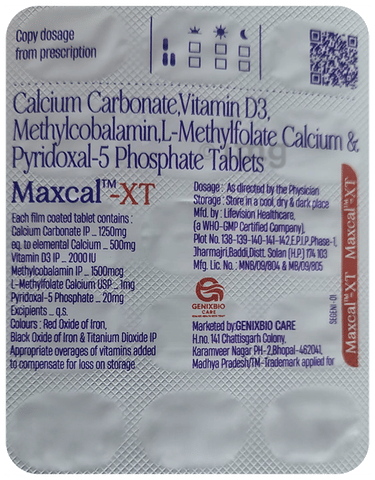 Copy dosage
from prescription
Calcium Carbonate,Vitamin D3,
Methylcobalamin,L-Methylfolate Calcium &
Pyridoxal-5 Phosphate Tablets
Maxcal™-XT
Each film coated tablet contains :
Calcium Carbonate IP _ 1250mg
eq. to elemental Calcium _ 500mg
Vitamin D3 IP _ 2000 IU
Methylcobalamin IP _ 1500mcg
L-Methylfolate Calcium USP _ 1mg
Pyridoxal-5 Phosphate _ 20mg
Excipients _ q.s.
Colours : Red Oxide of Iron,
Black Oxide of Iron & Titanium Dioxide IP
Appropriate overages of vitamins added
to compensate for loss on storage
Dosage : As directed by the Physician
Storage : Store in a cool, dry & dark place
Mfd. by : Lifevision Healthcare,
(a WHO-GMP Certified Company),
Plot No. 138-139-140-141-142,E.P.I.P.,Phase-1,
Jharmajri,Baddi,Distt. Solan (H.P.) 174 103
Mfg. Lic. No. : MNB/09/804 & MB/09/805
GENIXBIO
CARE
Marketed by:GENIXBIO CARE
H.no. 141 Chattisgarh Colony,
Karamveer Nagar PH-2,Bhopal-462041,
Madhya Pradesh/TM-Trademark applied for
SEGENI-01
Maxcal™-XT Maxcal™-XT